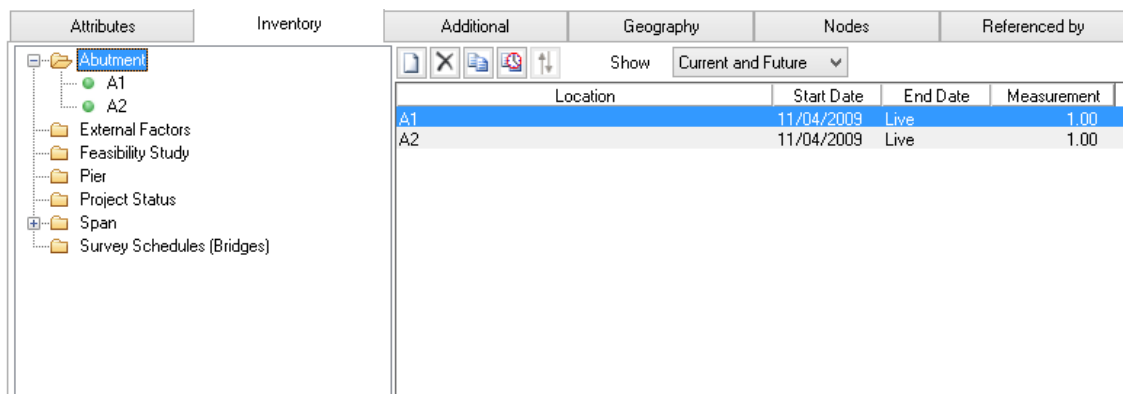 Attributes Inventory Additional Geography Nodes Referenced by
Abutment
A1
A2
External Factors
Feasibility Study
Pier
Project Status
Span
Survey Schedules (Bridges)
Show Current and Future
Location Start Date End Date Measurement
A1 11/04/2009 Live 1.00
A2 11/04/2009 Live 1.00